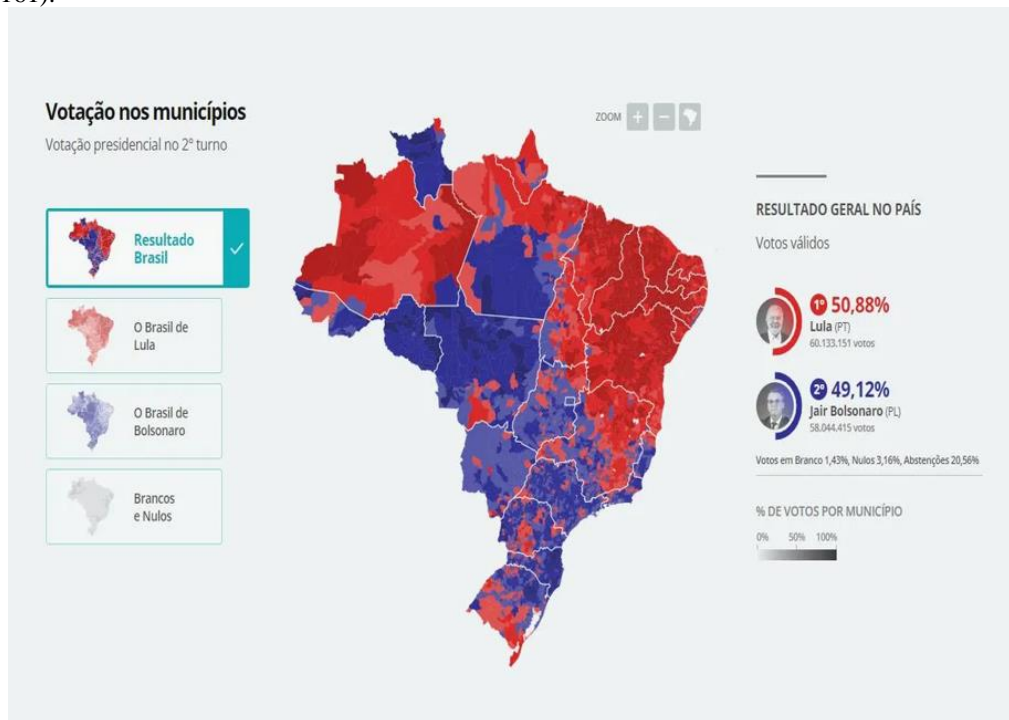 161).
Votação nos municípios
Votação presidencial no 2º turno
Resultado
Brasil
O Brasil de
Lula
O Brasil de
Bolsonaro
Brancos
e Nulos
ZOOM + −
RESULTADO GERAL NO PAÍS
Votos válidos
1º 50,88%
Lula (PT)
60.133.151 votos
2º 49,12%
Jair Bolsonaro (PL)
58.044.415 votos
Votos em Branco 1,43%, Nulos 3,16%, Abstenções 20,56%
% DE VOTOS POR MUNICÍPIO
0% 50% 100%